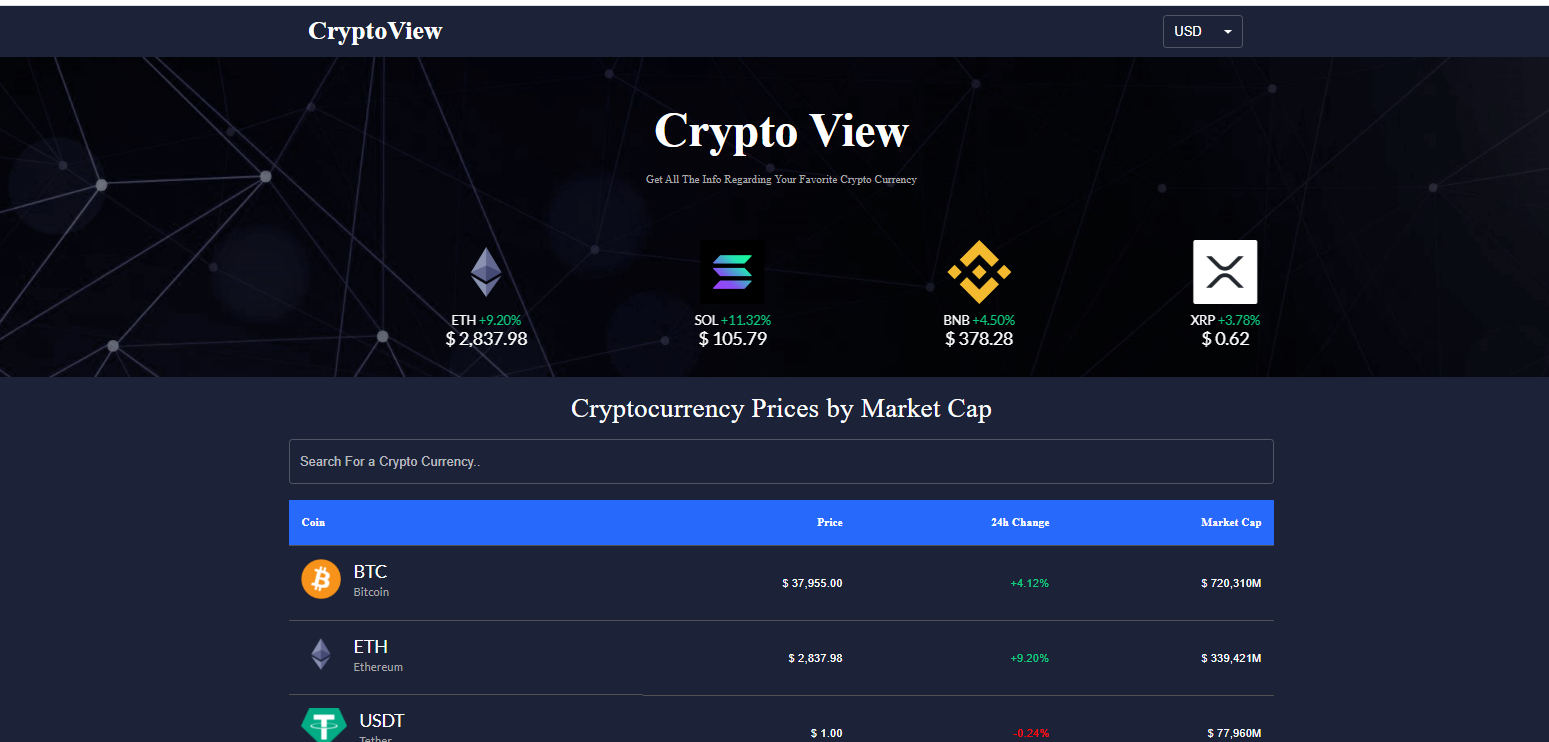 CryptoView
USD
Crypto View
Get All The Info Regarding Your Favorite Crypto Currency
ETH +9.20%
$ 2,837.98
SOL +11.32%
$ 105.79
BNB +4.50%
$ 378.28
XRP +3.78%
$ 0.62
Cryptocurrency Prices by Market Cap
Search For a Crypto Currency..
Coin Price 24h Change Market Cap
BTC
Bitcoin
$ 37,955.00 +4.12% $ 720,310M
ETH
Ethereum
$ 2,837.98 +9.20% $ 339,421M
USDT
Tether
$ 1.00 -0.24% $ 77,960M